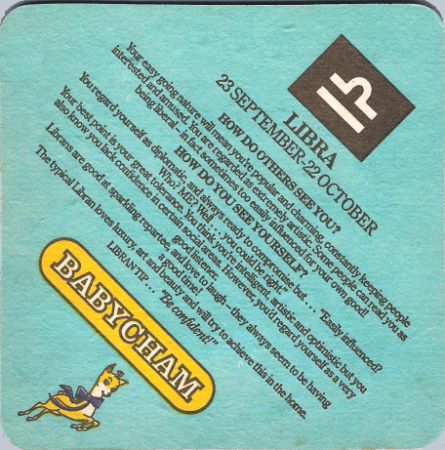 LIBRA
23 SEPTEMBER-22 OCTOBER
HOW DO OTHERS SEE YOU?
Your easy going nature will mean you're popular and charming, constantly keeping people
interested and amused. You are regarded as extremely artistic. Some people can read you as
being liberal - in fact sometimes too easily influenced for your own good!
HOW DO YOU SEE YOURSELF?
You regard yourself as diplomatic, and always ready to compromise but... "Easily influenced?
Who? ME? Well... you could be right."
Your best point is your great tolerance. You think you're intelligent, artistic and optimistic but you
also know you lack confidence in certain social areas. However, you'd regard yourself as a very
good listener.
Librans are good at sparkling repartee, and love to laugh - they always seem to be having
a good time!
The typical Libran loves luxury, art and beauty and will try to achieve this in the home.
LIBRAN TIP... "Be confident!"
BABYCHAM